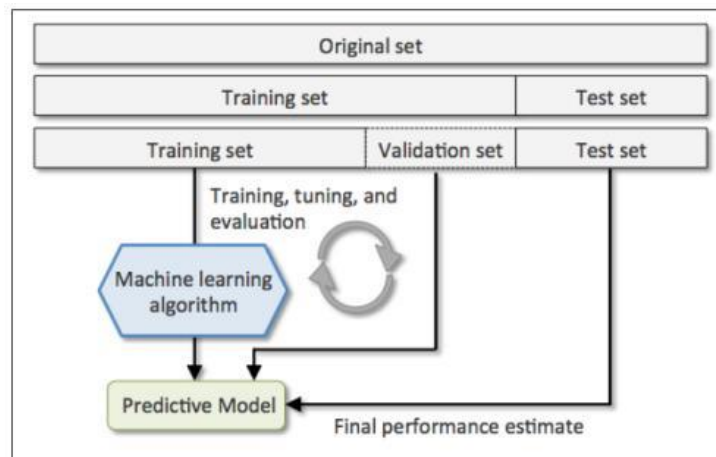 Original set
Training set
Test set
Training set
Validation set
Test set
Training, tuning, and
evaluation
Machine learning
algorithm
Predictive Model
Final performance estimate